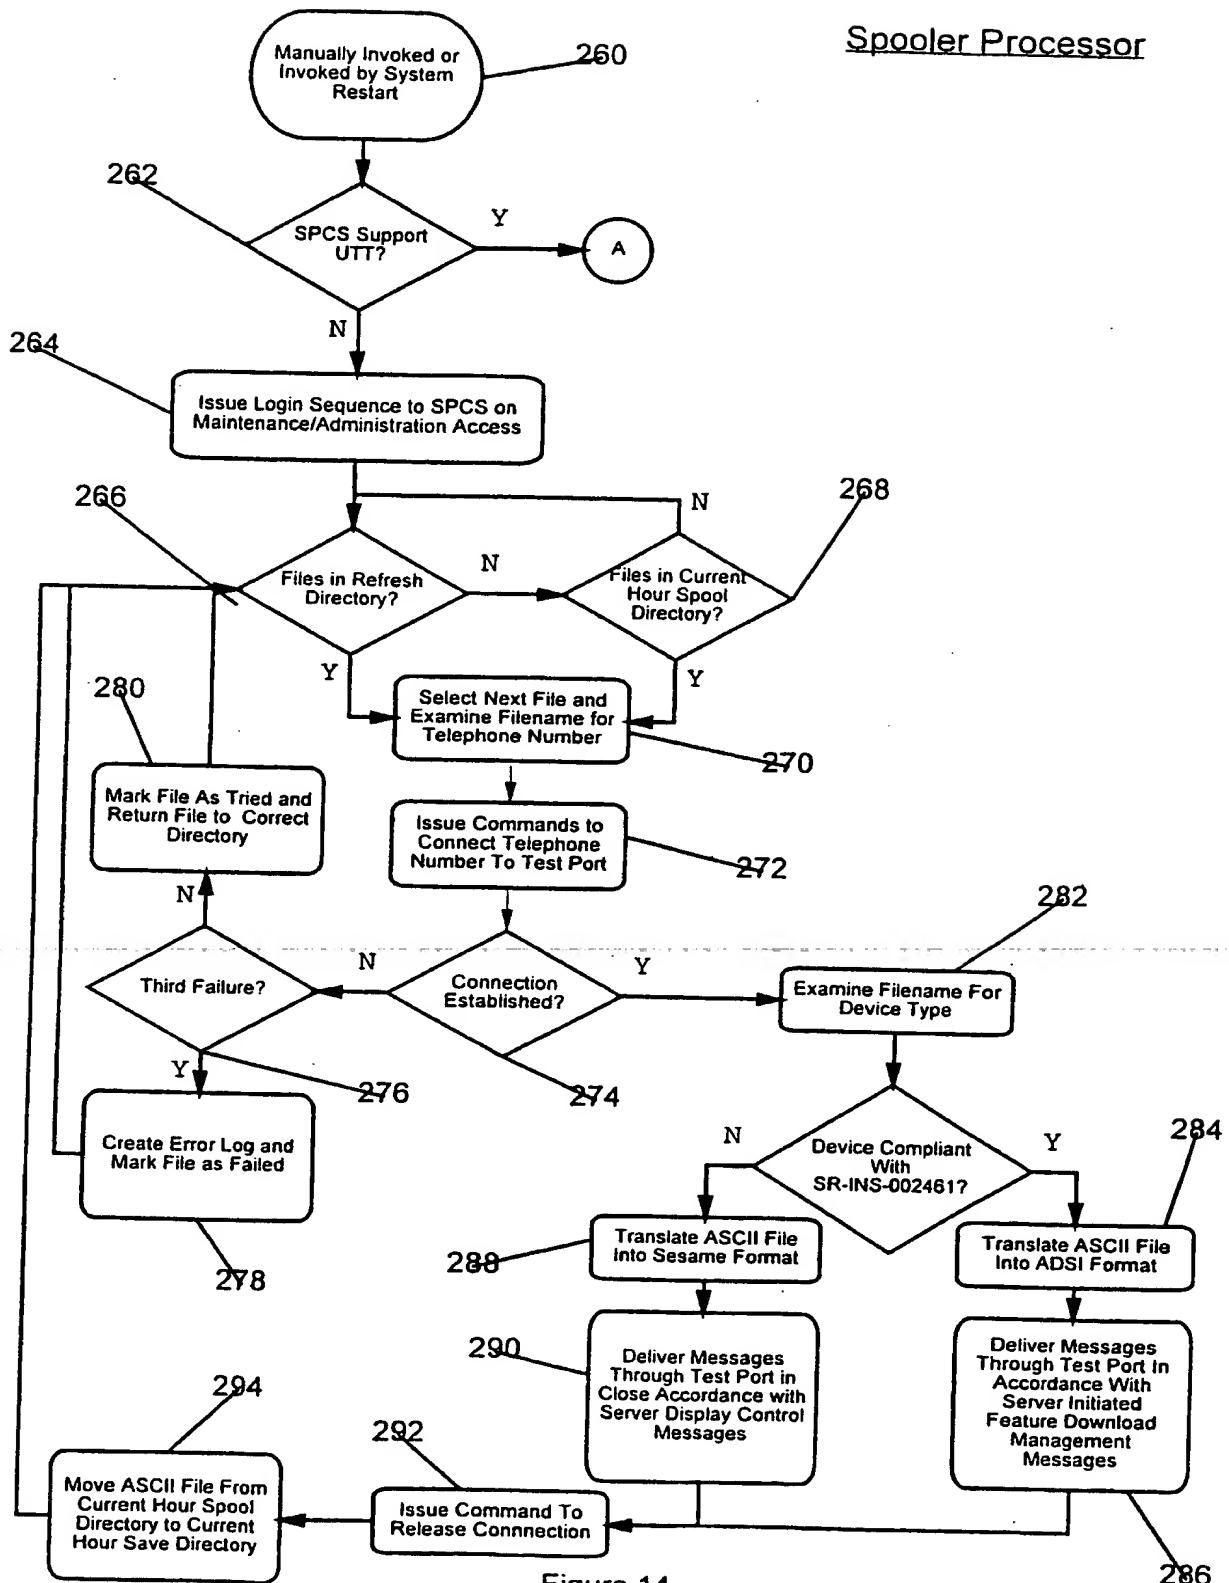 Spooler Processor
Manually Invoked or
Invoked by System
Restart
260
262
SPCS Support
UTT?
Y
A
N
264
Issue Login Sequence to SPCS on
Maintenance/Administration Access
266
N
268
Files in Refresh
Directory?
N
Files in Current
Hour Spool
Directory?
Y
Y
280
Select Next File and
Examine Filename for
Telephone Number
270
Mark File As Tried and
Return File to Correct
Directory
Issue Commands to
Connect Telephone
Number To Test Port
272
N
282
Third Failure?
N
Connection
Established?
Y
Examine Filename For
Device Type
Y
276
274
Create Error Log and
Mark File as Failed
278
N
Device Compliant
With
SR-INS-002461?
Y
284
Translate ASCII File
Into Sesame Format
288
Translate ASCII File
Into ADSI Format
290
Deliver Messages
Through Test Port in
Close Accordance with
Server Display Control
Messages
Deliver Messages
Through Test Port In
Accordance With
Server Initiated
Feature Download
Management
Messages
294
292
Move ASCII File From
Current Hour Spool
Directory to Current
Hour Save Directory
Issue Command To
Release Connnection
286
Figure 14